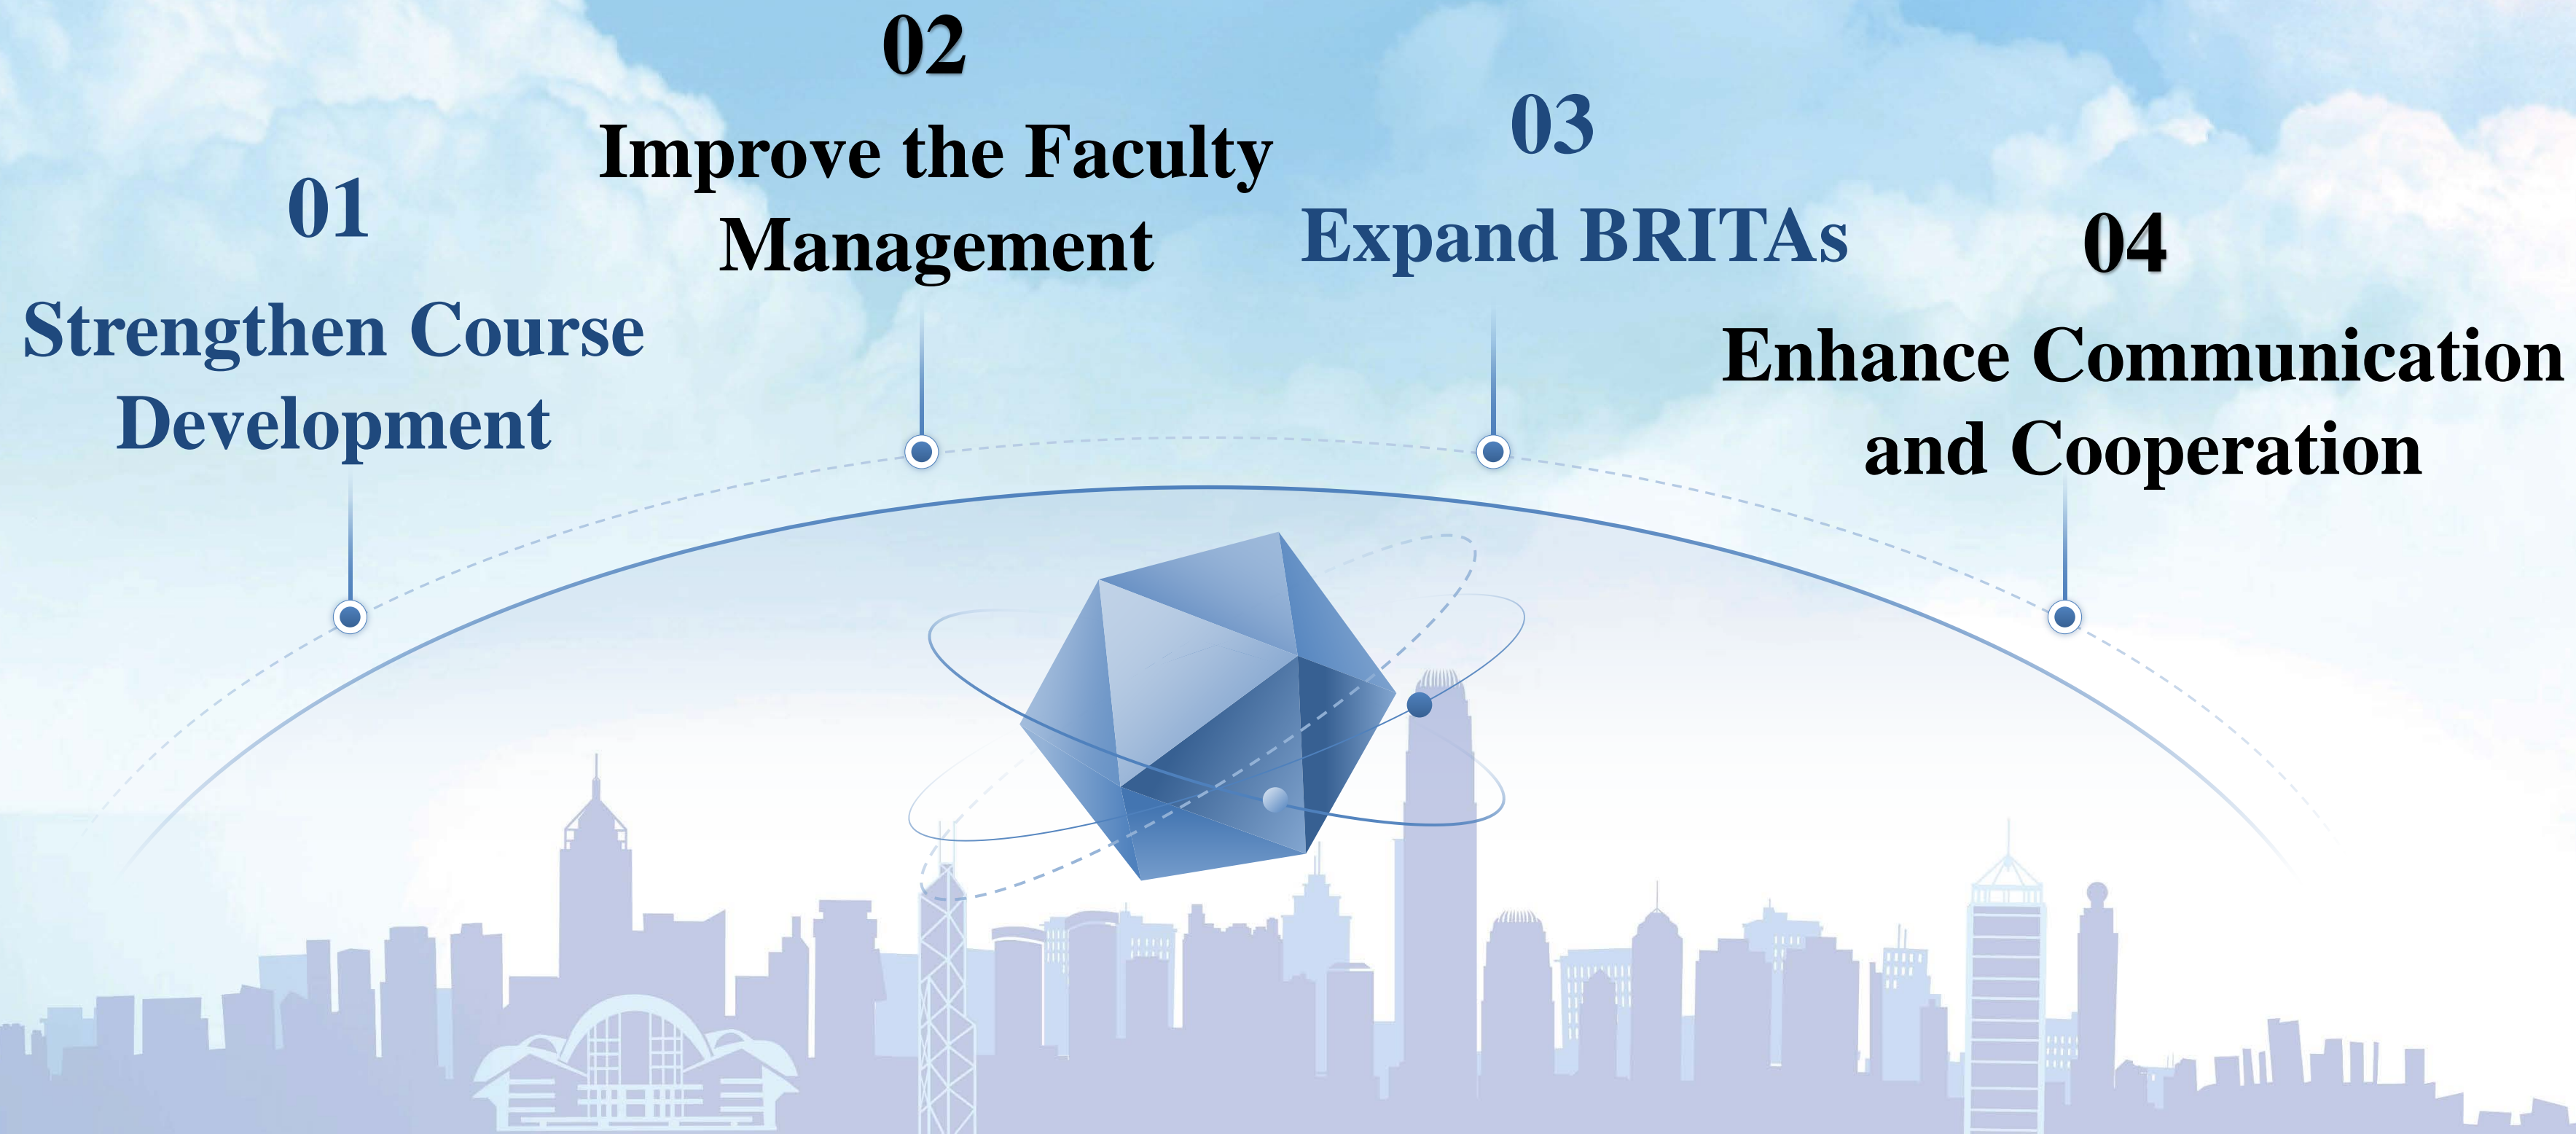 01
Strengthen Course
Development
02
Improve the Faculty
Management
03
Expand BRITAs
04
Enhance Communication
and Cooperation